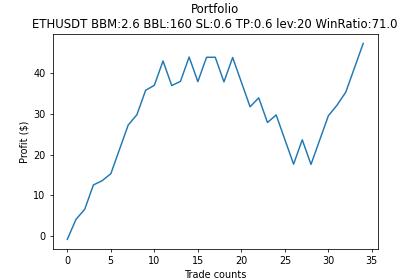 Portfolio
ETHUSDT BBM:2.6 BBL:160 SL:0.6 TP:0.6 lev:20 WinRatio:71.0
Profit ($)
40
30
20
10
0
0 5 10 15 20 25 30 35
Trade counts